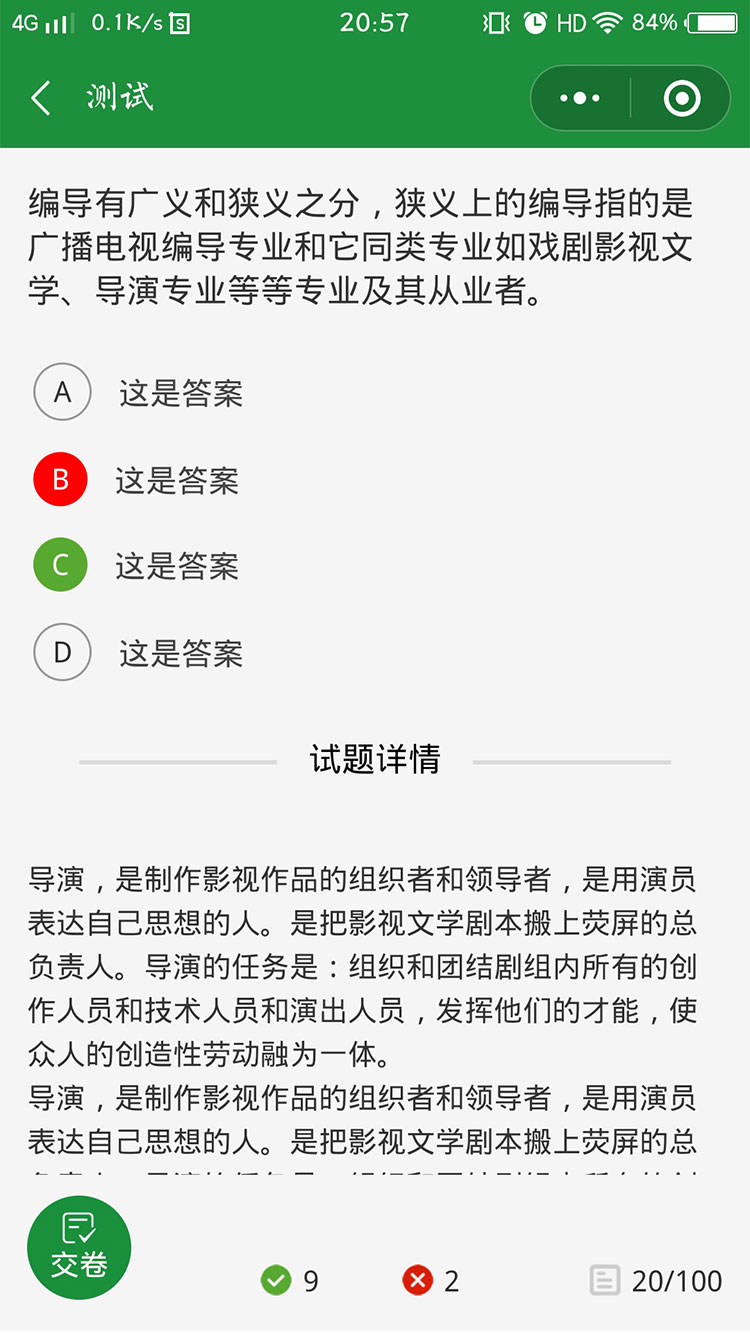 4G 0.1K/s 20:57 HD 84%
测试
编导有广义和狭义之分，狭义上的编导指的是
广播电视编导专业和它同类专业如戏剧影视文
学、导演专业等等专业及其从业者。
A 这是答案
B 这是答案
C 这是答案
D 这是答案
试题详情
导演，是制作影视作品的组织者和领导者，是用演员
表达自己思想的人。是把影视文学剧本搬上荧屏的总
负责人。导演的任务是：组织和团结剧组内所有的创
作人员和技术人员和演出人员，发挥他们的才能，使
众人的创造性劳动融为一体。
导演，是制作影视作品的组织者和领导者，是用演员
表达自己思想的人。是把影视文学剧本搬上荧屏的总
交卷
9 2 20/100